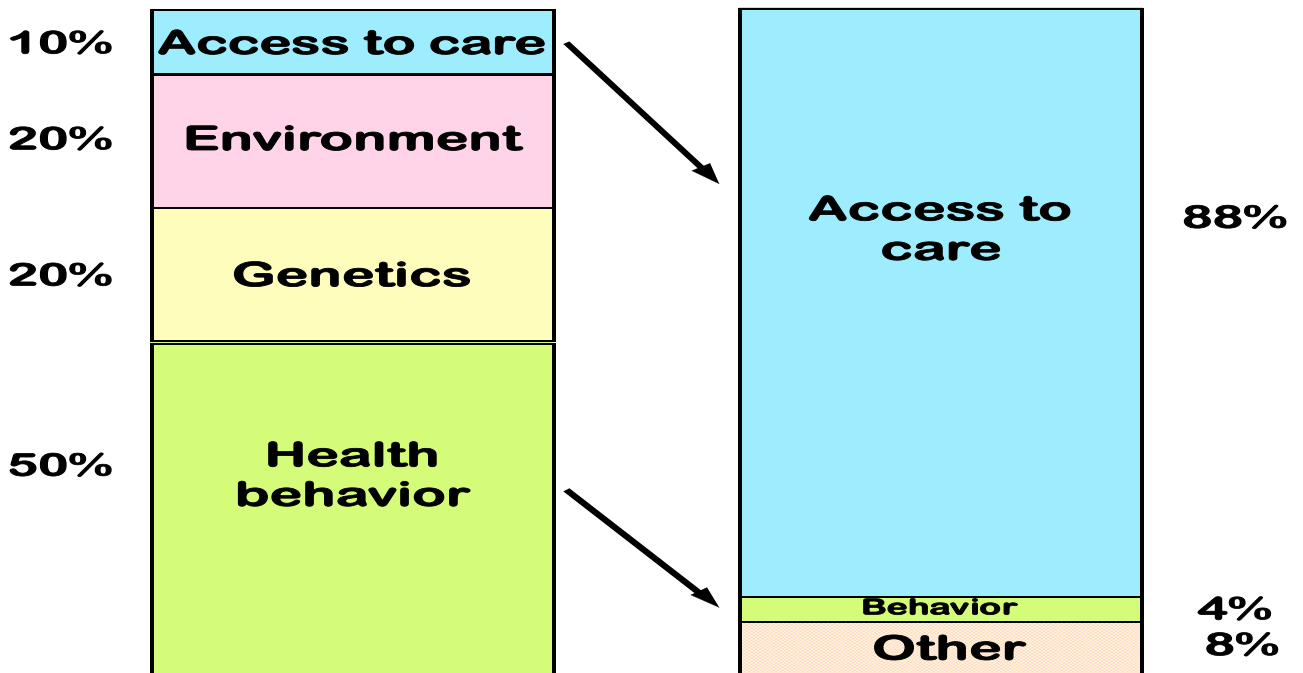 10%
Access to care
20%
Environment
20%
Genetics
50%
Health
behavior
Access to
care
88%
Behavior
4%
Other
8%